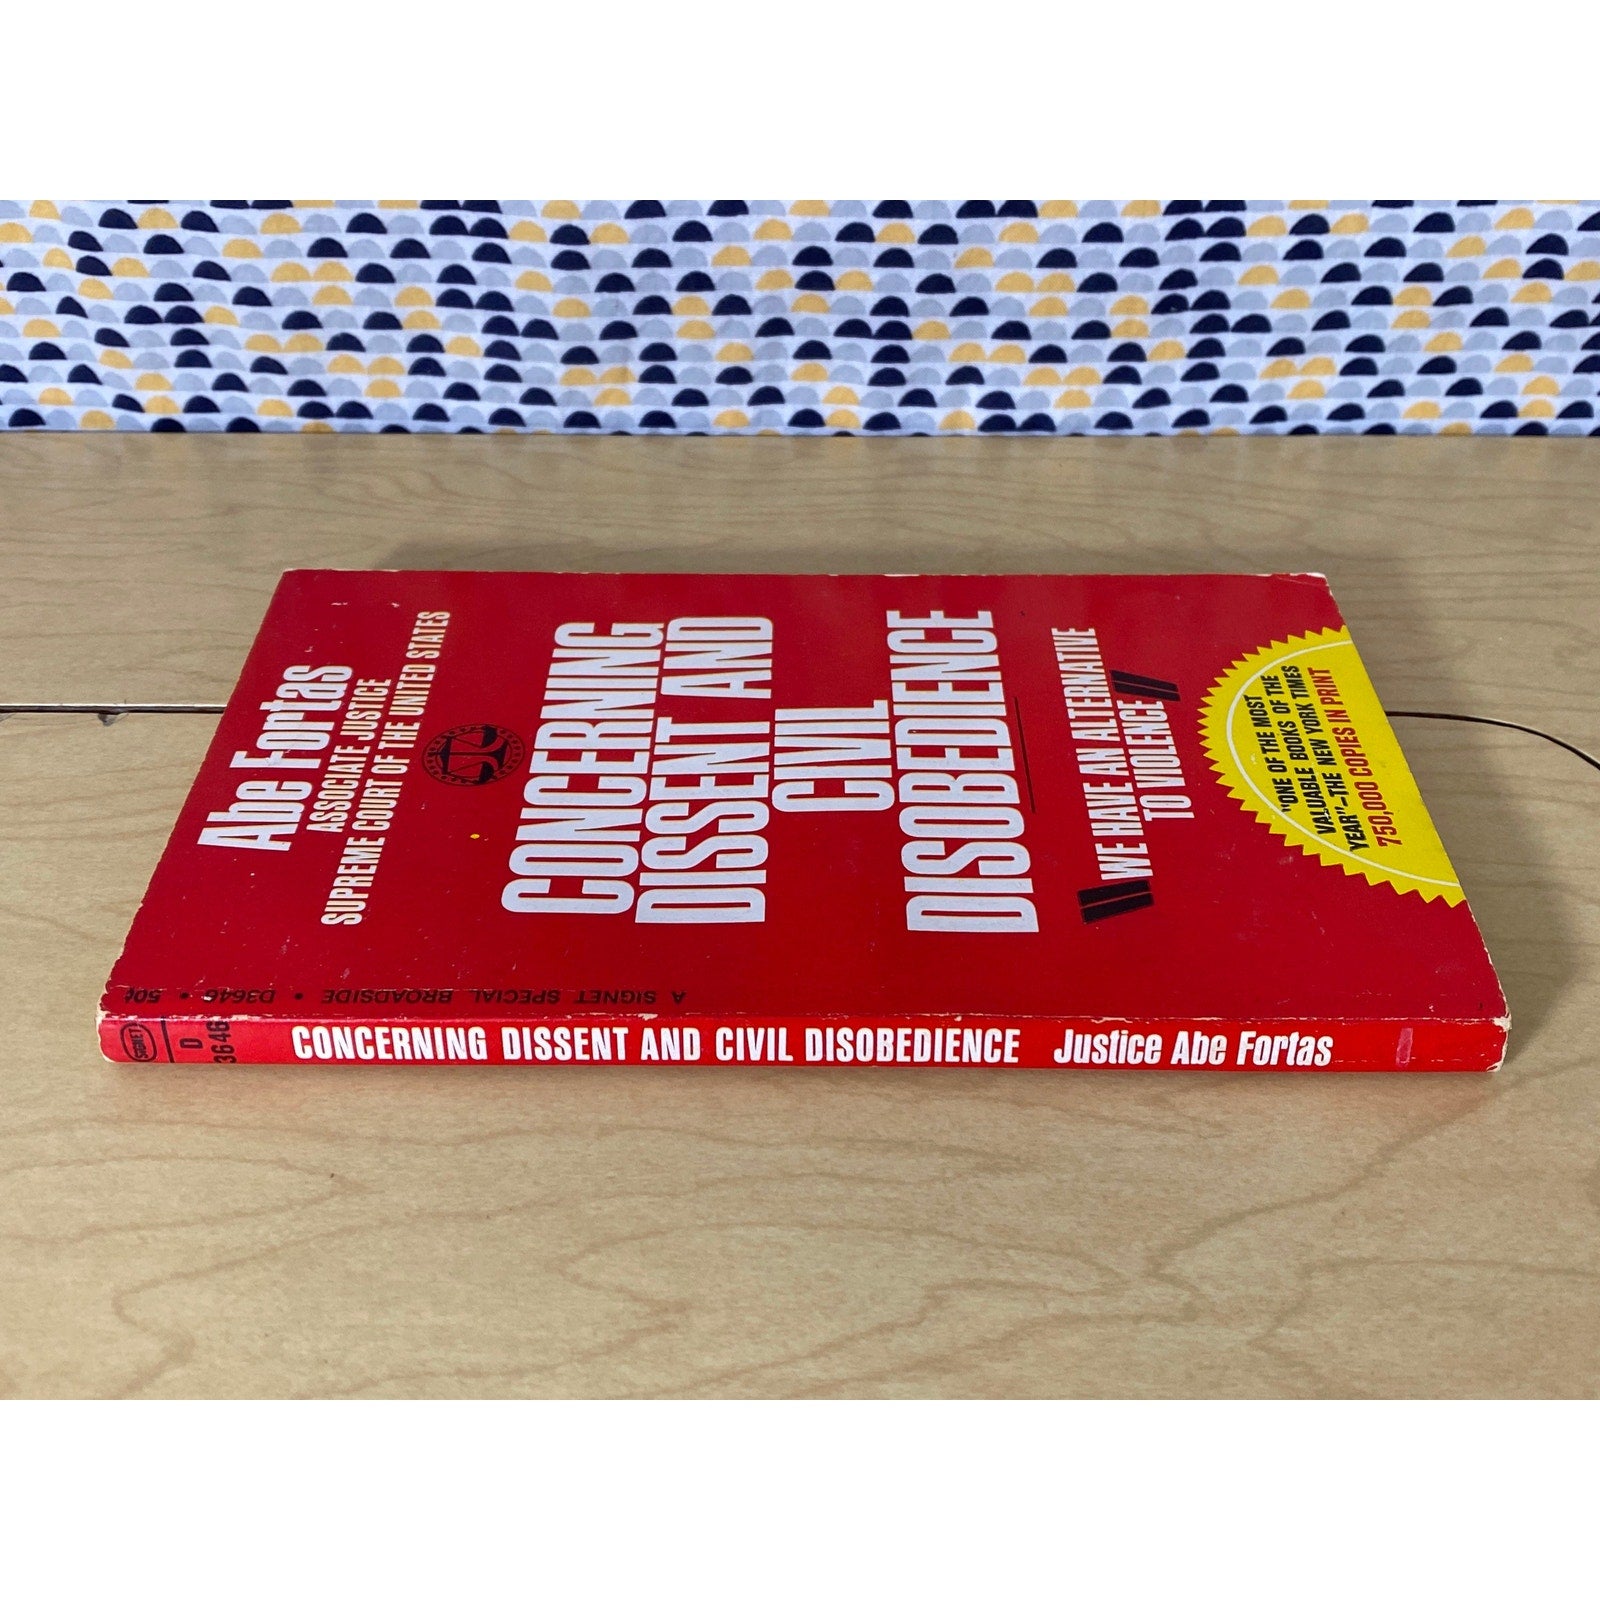 Abe Fortas
ASSOCIATE JUSTICE
SUPREME COURT OF THE UNITED STATES
CONCERNING
DISSENT AND
CIVIL
DISOBEDIENCE
"WE HAVE AN ALTERNATIVE
TO VIOLENCE"
"ONE OF THE MOST
VALUABLE BOOKS OF THE
YEAR"–THE NEW YORK TIMES
750,000 COPIES IN PRINT
A SIGNET SPECIAL BROADSIDE • D3646 • 50¢
SIGNET
D
3646
CONCERNING DISSENT AND CIVIL DISOBEDIENCE Justice Abe Fortas